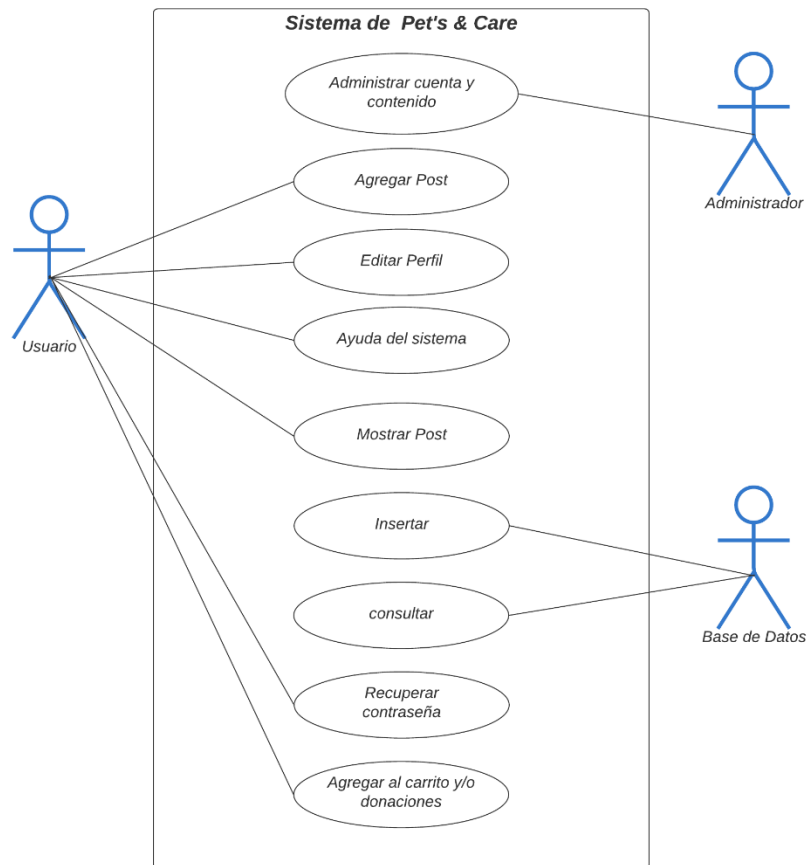 Sistema de Pet's & Care
Administrar cuenta y
contenido
Administrador
Agregar Post
Editar Perfil
Usuario
Ayuda del sistema
Mostrar Post
Insertar
consultar
Base de Datos
Recuperar
contraseña
Agregar al carrito y/o
donaciones